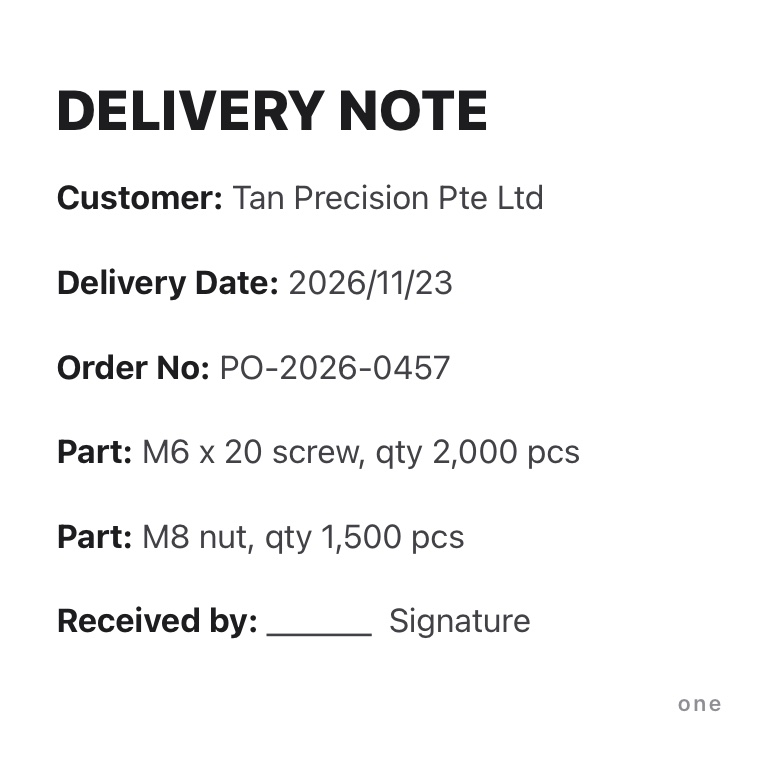 DELIVERY NOTE
Customer: Tan Precision Pte Ltd
Delivery Date: 2026/11/23
Order No: PO-2026-0457
Part: M6 x 20 screw, qty 2,000 pcs
Part: M8 nut, qty 1,500 pcs
Received by: _______ Signature
one